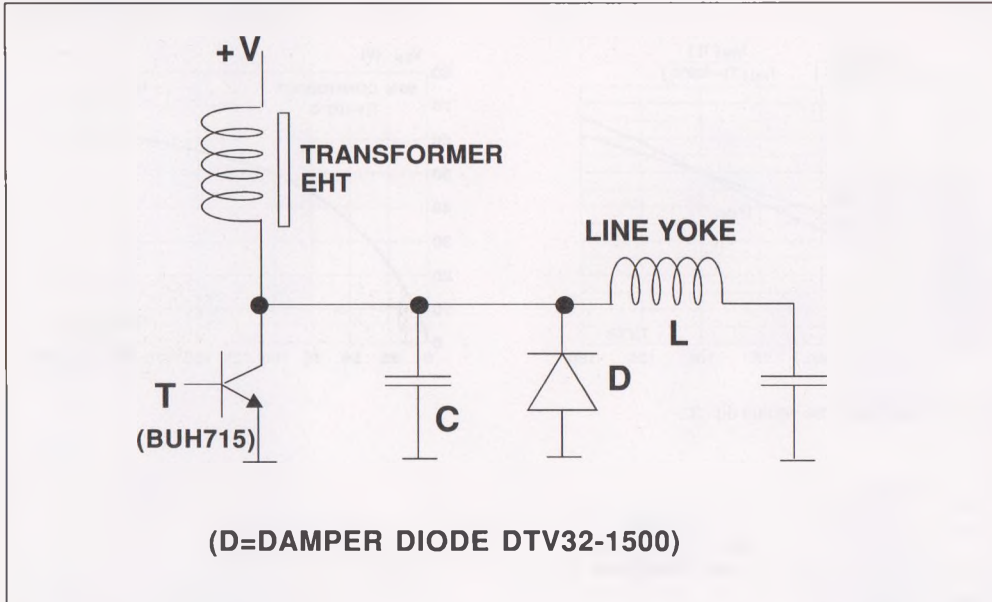 +V
TRANSFORMER
EHT
LINE YOKE
L
T
(BUH715)
C
D
(D=DAMPER DIODE DTV32-1500)